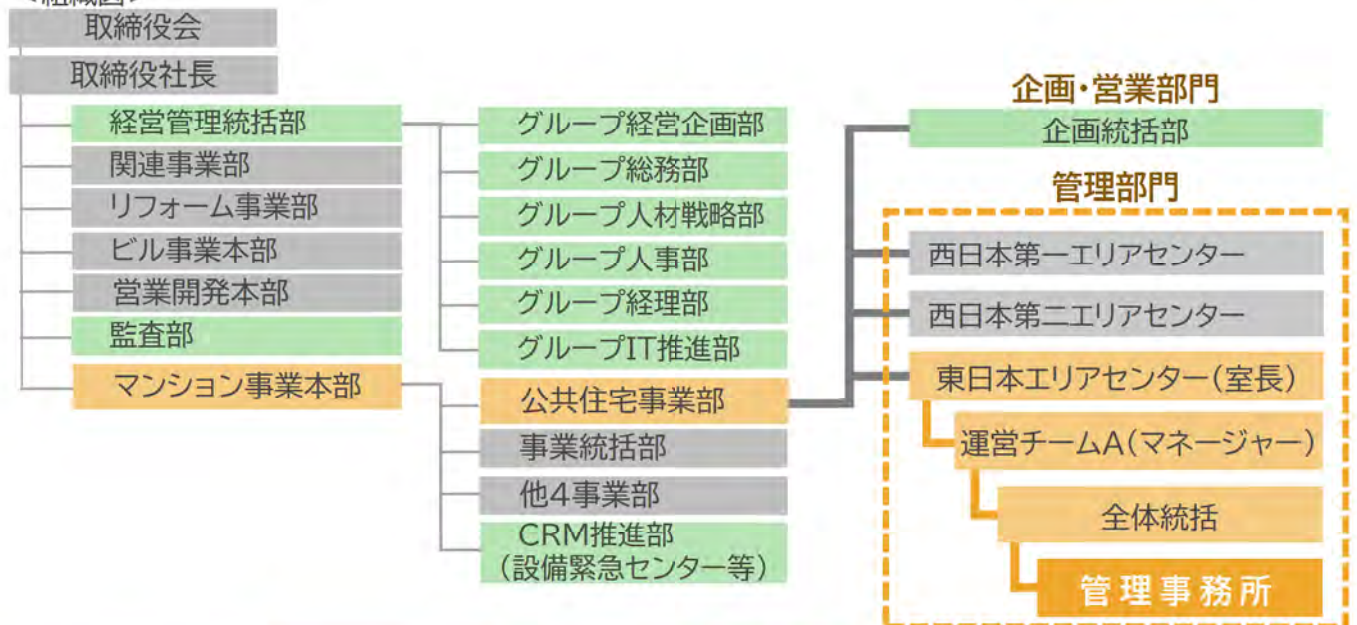 取締役会
取締役社長
経営管理統括部
関連事業部
リフォーム事業部
ビル事業本部
営業開発本部
監査部
マンション事業本部
グループ経営企画部
グループ総務部
グループ人材戦略部
グループ人事部
グループ経理部
グループIT推進部
公共住宅事業部
事業統括部
他4事業部
CRM推進部
(設備緊急センター等)
企画・営業部門
企画統括部
管理部門
西日本第一エリアセンター
西日本第二エリアセンター
東日本エリアセンター(室長)
運営チームA(マネージャー)
全体統括
管理事務所